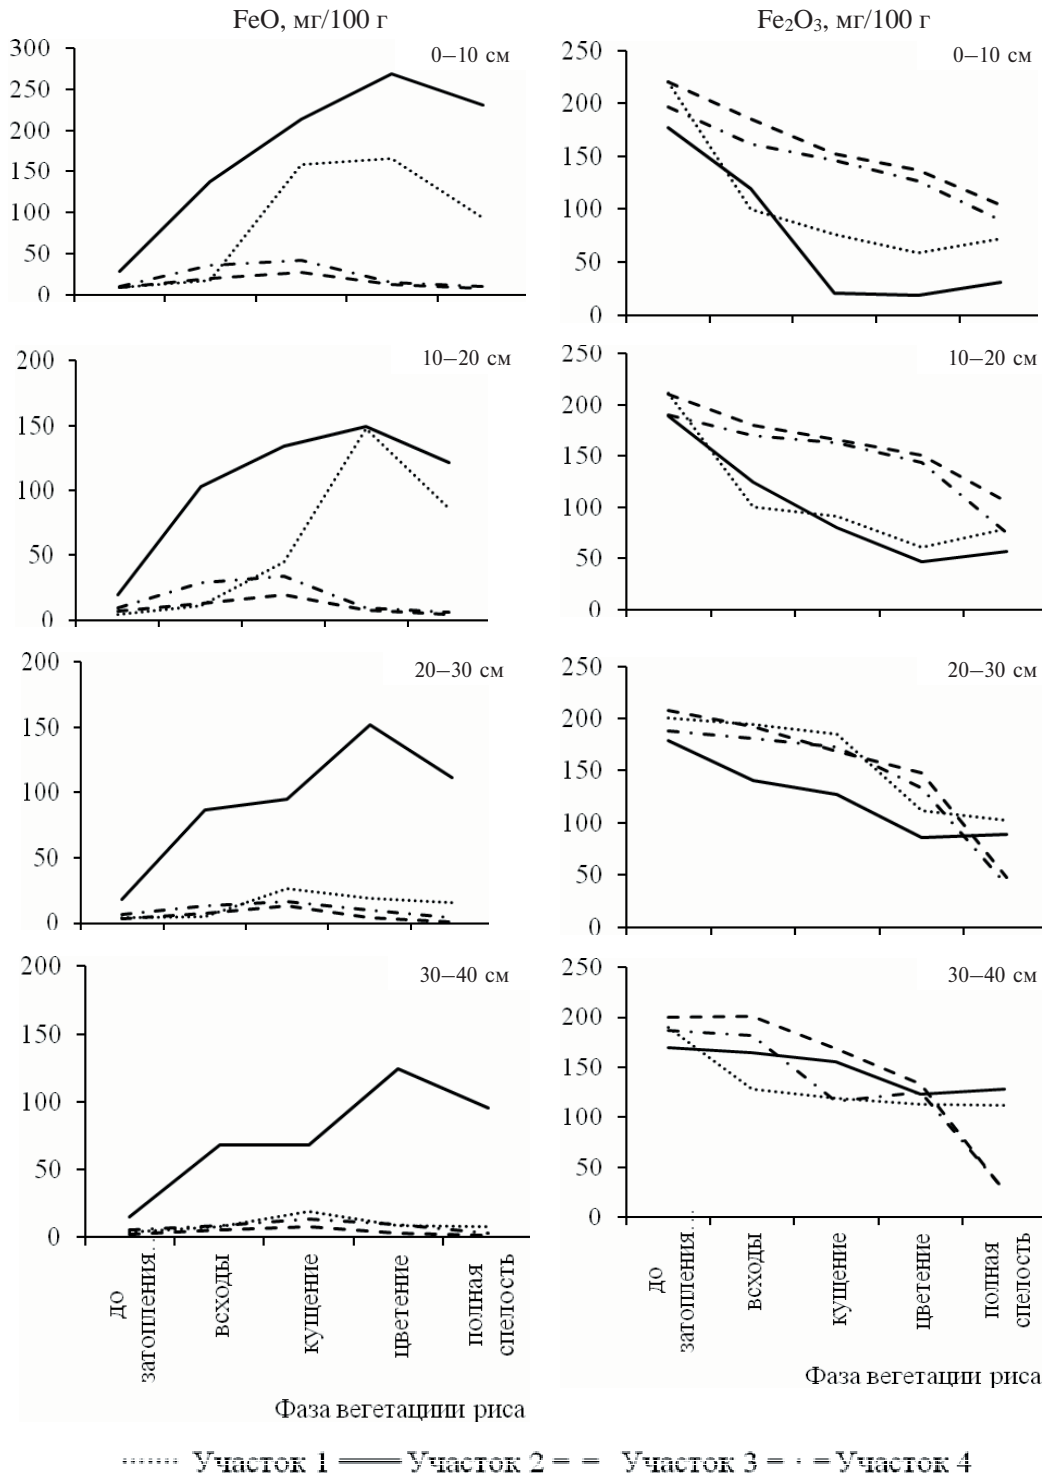 FeO, мг/100 г
Fe₂O₃, мг/100 г
0–10 см
300
250
200
150
100
50
0
0–10 см
250
200
150
100
50
0
10–20 см
200
150
100
50
0
10–20 см
250
200
150
100
50
0
20–30 см
200
150
100
50
0
20–30 см
250
200
150
100
50
0
30–40 см
200
150
100
50
0
30–40 см
250
200
150
100
50
0
до затопления...
всходы
кущение
цветение
полная спелость
Фаза вегетациии риса
до затопления...
всходы
кущение
цветение
полная спелость
Фаза вегетации риса
Участок 1 Участок 2 Участок 3 Участок 4